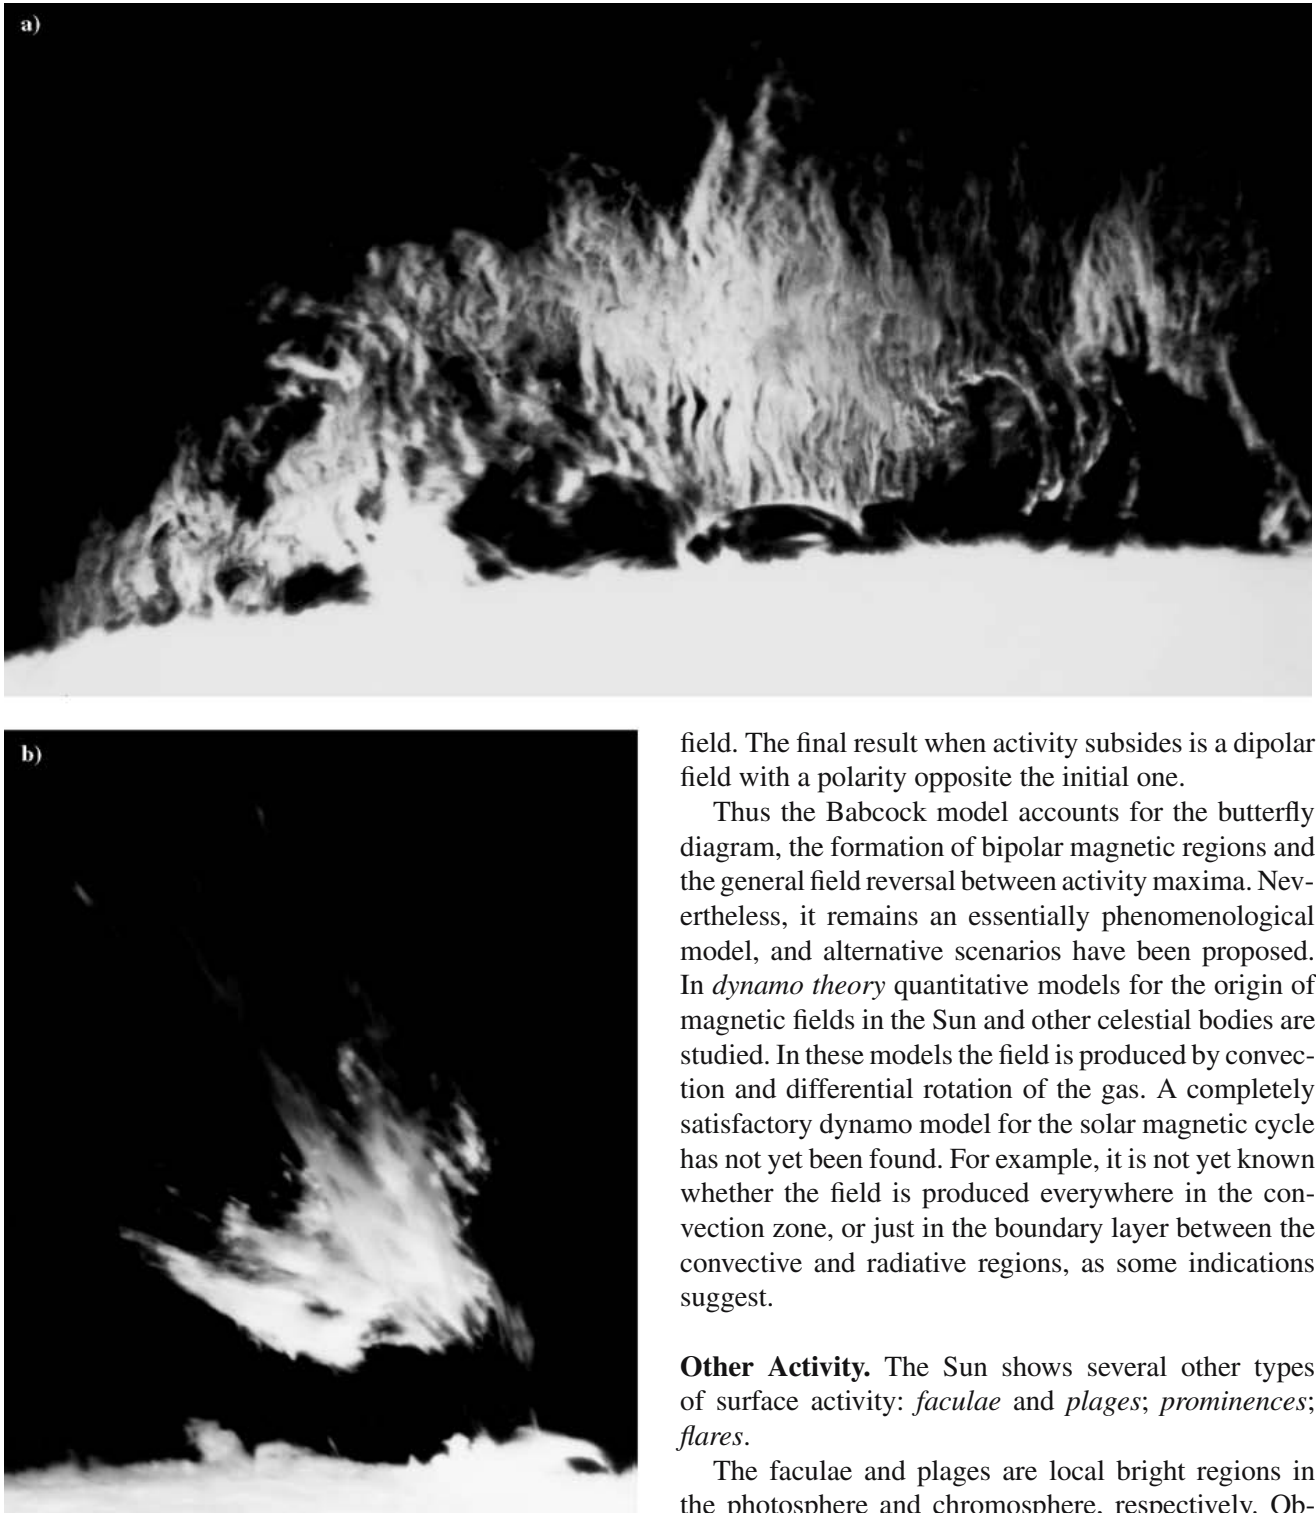 a)
b)
field. The final result when activity subsides is a dipolar
field with a polarity opposite the initial one.
Thus the Babcock model accounts for the butterfly
diagram, the formation of bipolar magnetic regions and
the general field reversal between activity maxima. Nev-
ertheless, it remains an essentially phenomenological
model, and alternative scenarios have been proposed.
In dynamo theory quantitative models for the origin of
magnetic fields in the Sun and other celestial bodies are
studied. In these models the field is produced by convec-
tion and differential rotation of the gas. A completely
satisfactory dynamo model for the solar magnetic cycle
has not yet been found. For example, it is not yet known
whether the field is produced everywhere in the con-
vection zone, or just in the boundary layer between the
convective and radiative regions, as some indications
suggest.
Other Activity. The Sun shows several other types
of surface activity: faculae and plages; prominences;
flares.
The faculae and plages are local bright regions in
the photosphere and chromosphere, respectively. Ob-